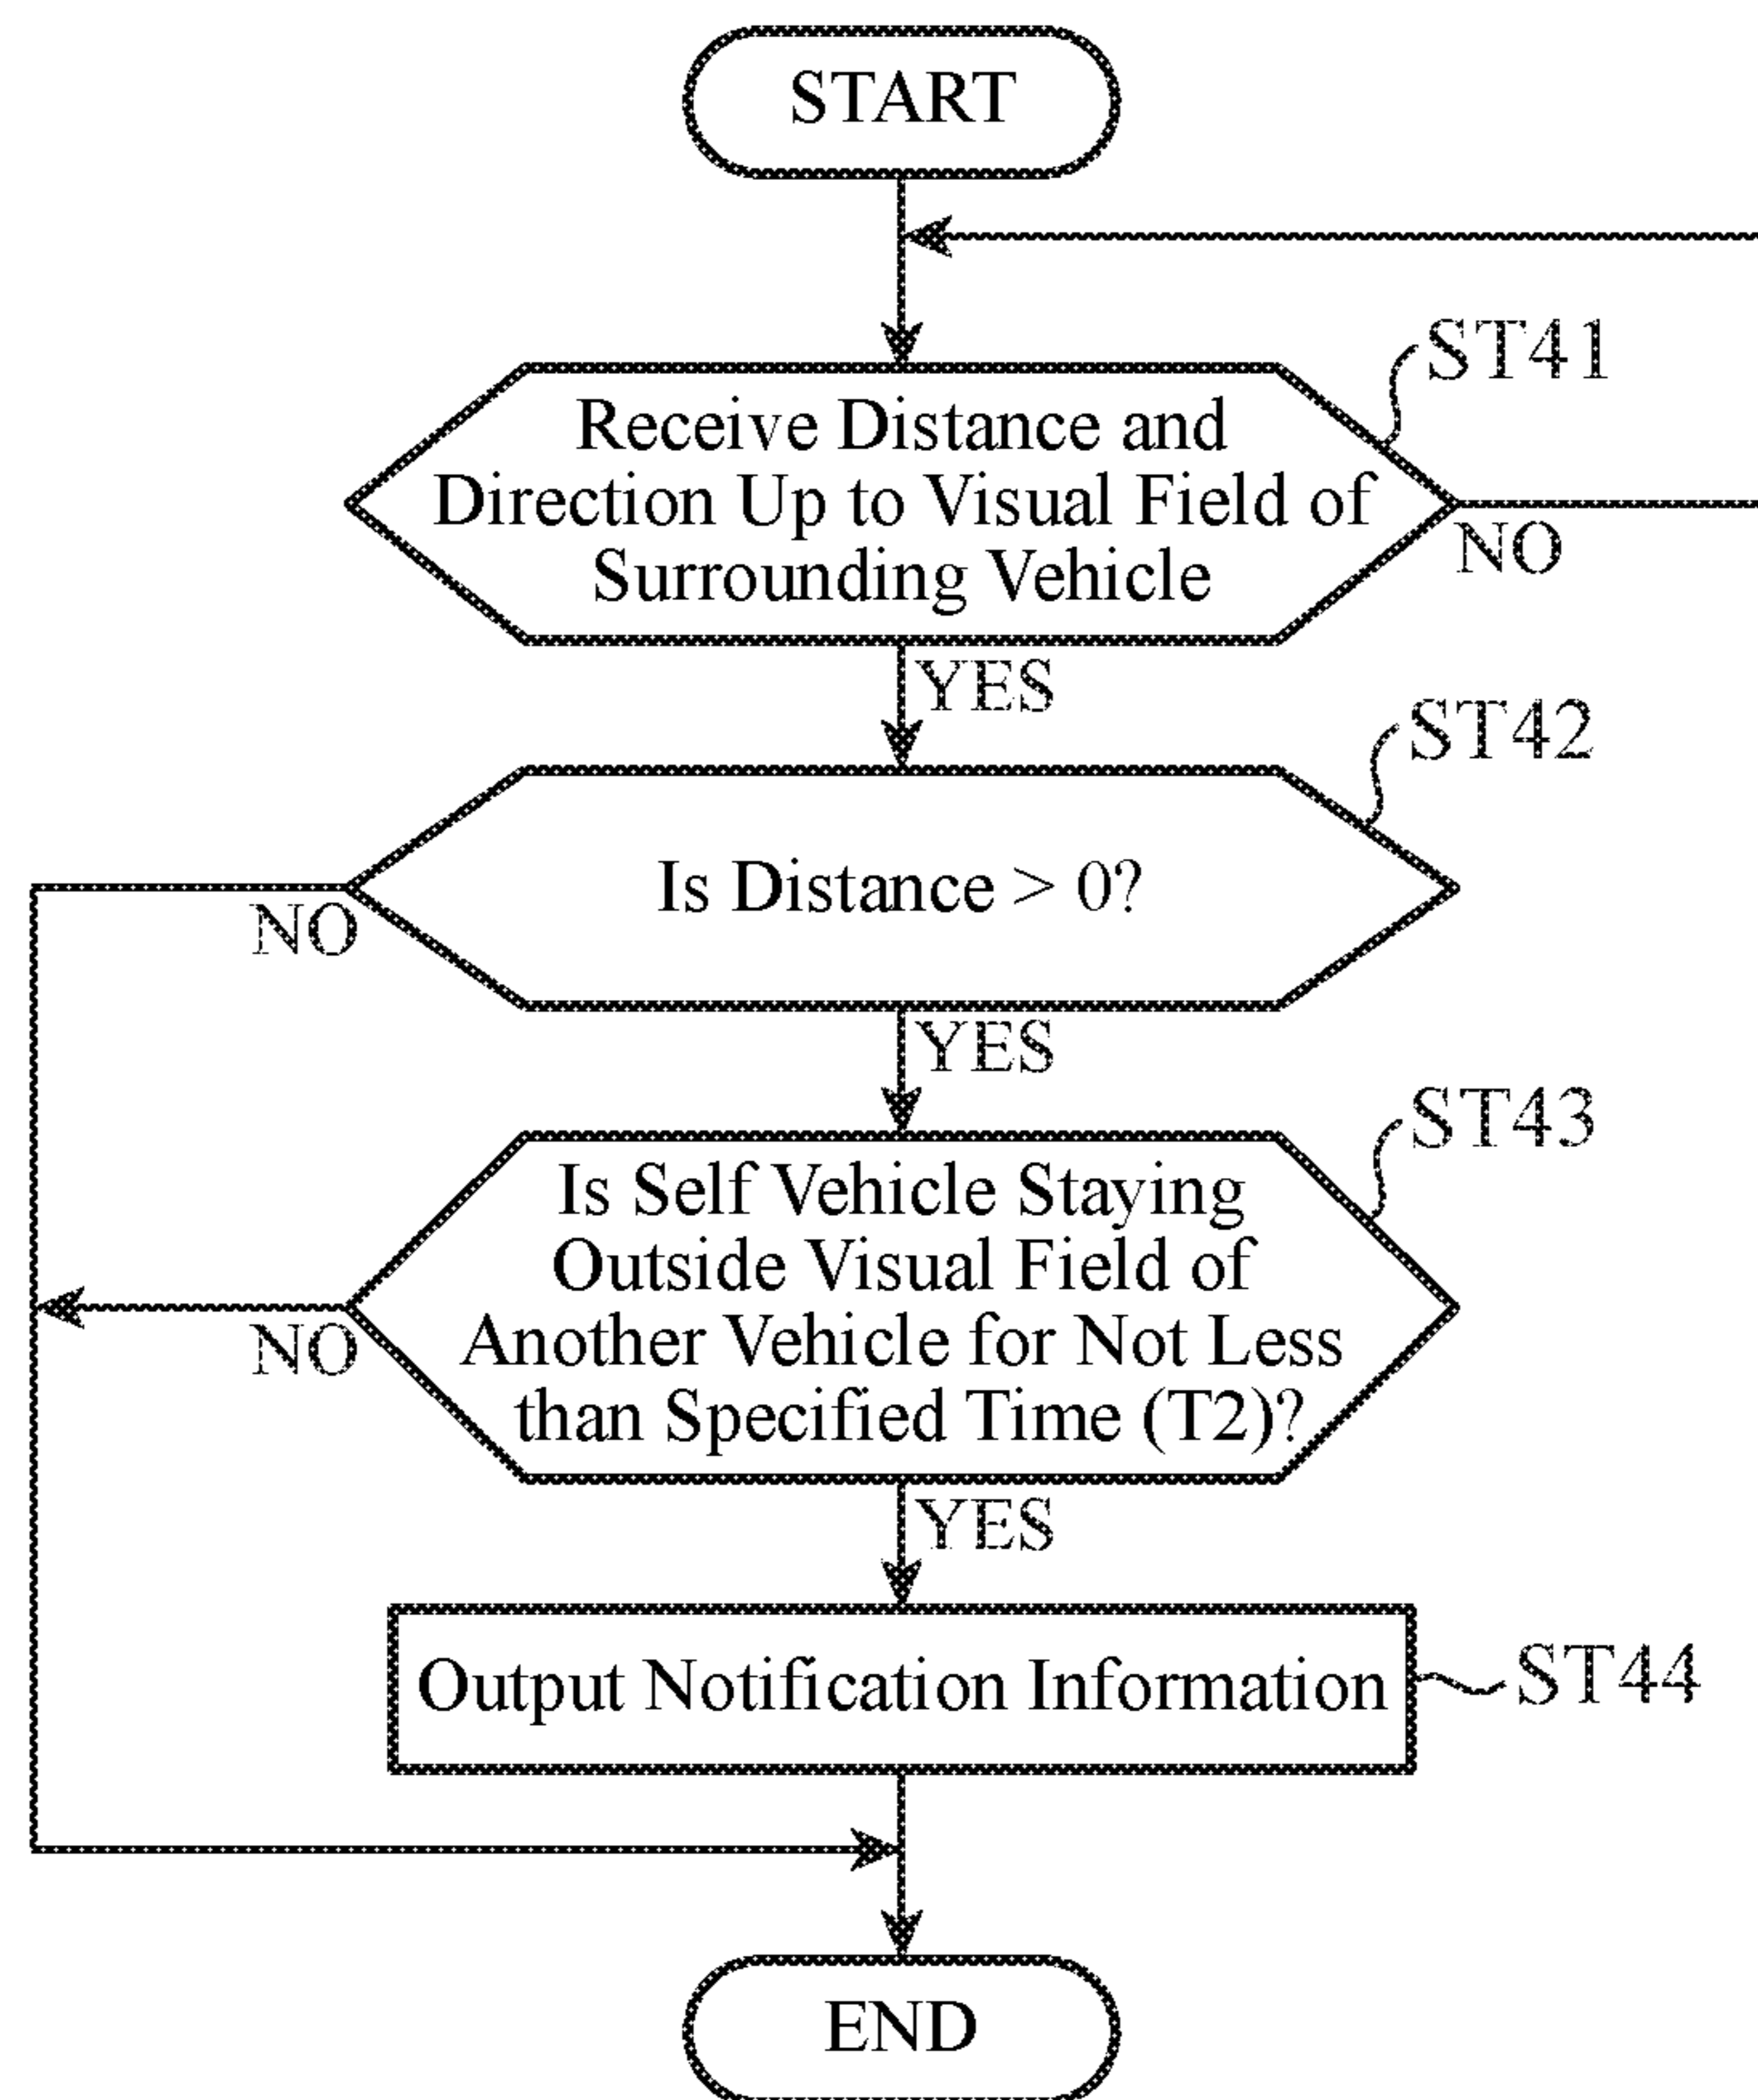 START
ST41
Receive Distance and
Direction Up to Visual Field of
Surrounding Vehicle
NO
YES
ST42
Is Distance > 0?
NO
YES
ST43
Is Self Vehicle Staying
Outside Visual Field of
Another Vehicle for Not Less
than Specified Time (T2)?
NO
YES
Output Notification Information
ST44
END